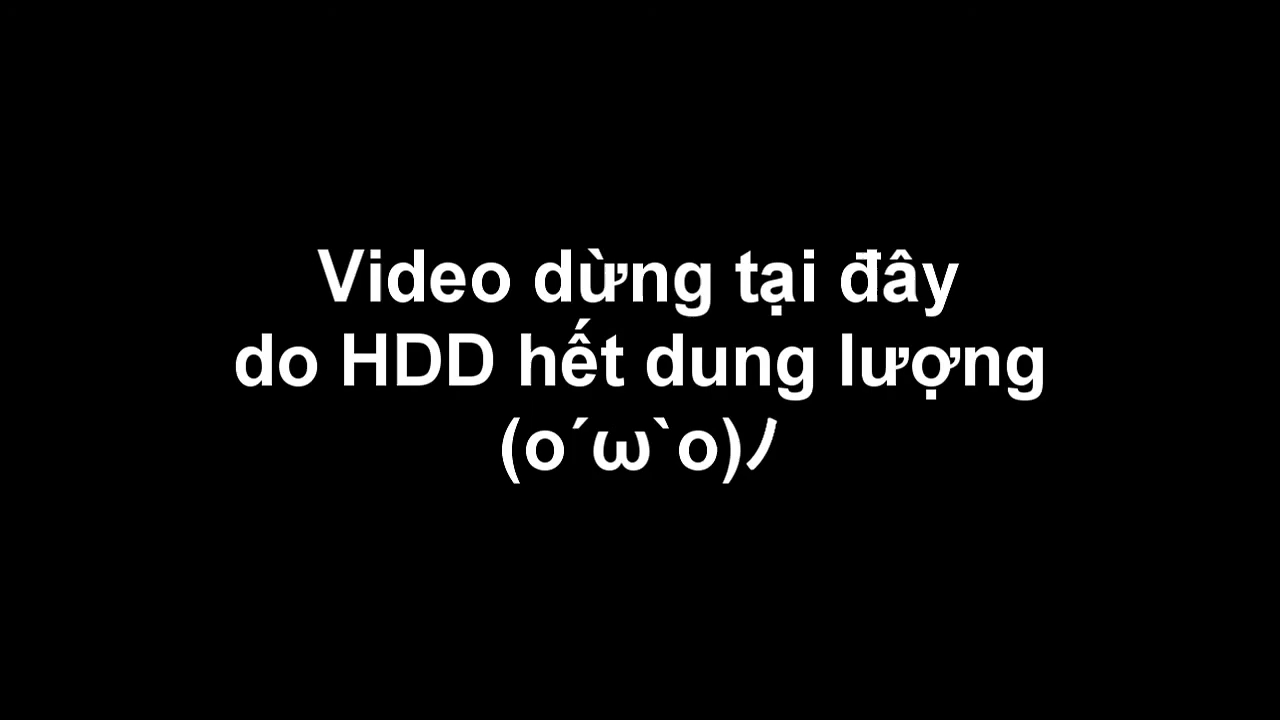 Video dừng tại đây
do HDD hết dung lượng
(o´ω`o)ﾉ